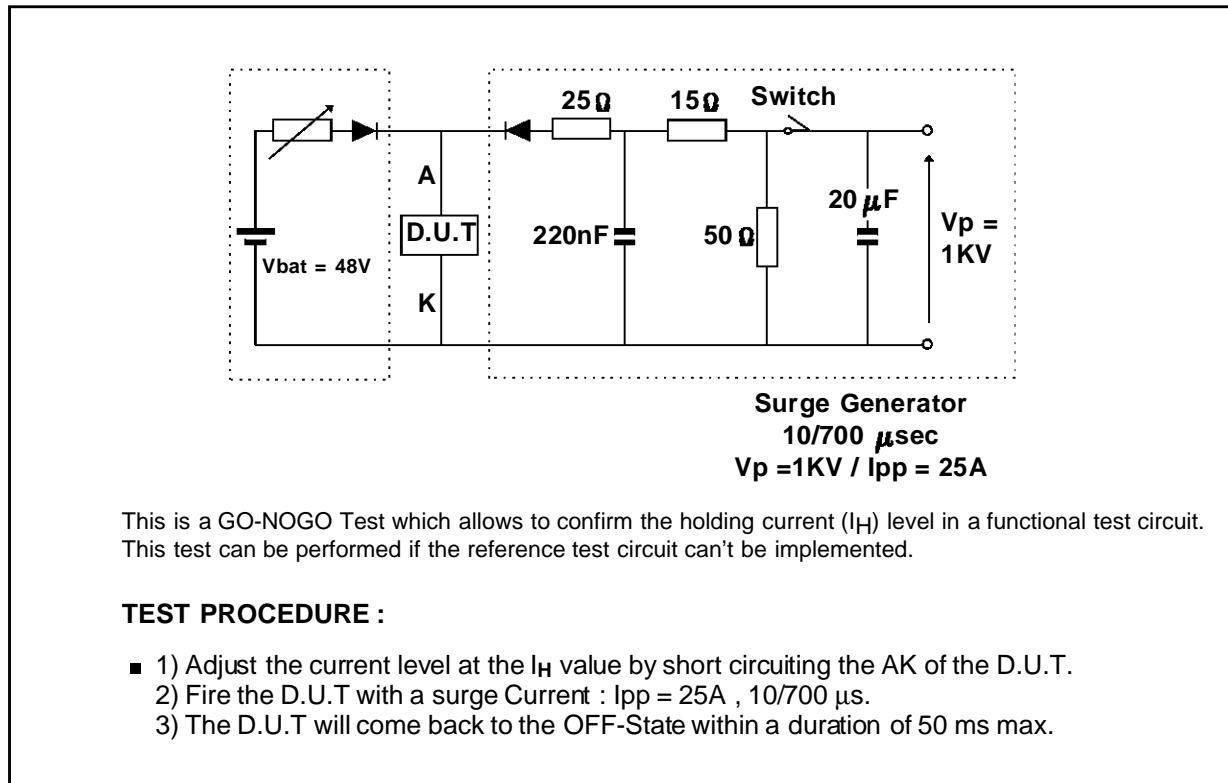 25Ω 15Ω Switch
A
D.U.T
K
Vbat = 48V
220nF
50Ω
20 µF
Vp =
1KV
Surge Generator
10/700 µsec
Vp =1KV / Ipp = 25A
This is a GO-NOGO Test which allows to confirm the holding current (IH) level in a functional test circuit.
This test can be performed if the reference test circuit can't be implemented.
TEST PROCEDURE :
■ 1) Adjust the current level at the IH value by short circuiting the AK of the D.U.T.
2) Fire the D.U.T with a surge Current : Ipp = 25A , 10/700 µs.
3) The D.U.T will come back to the OFF-State within a duration of 50 ms max.